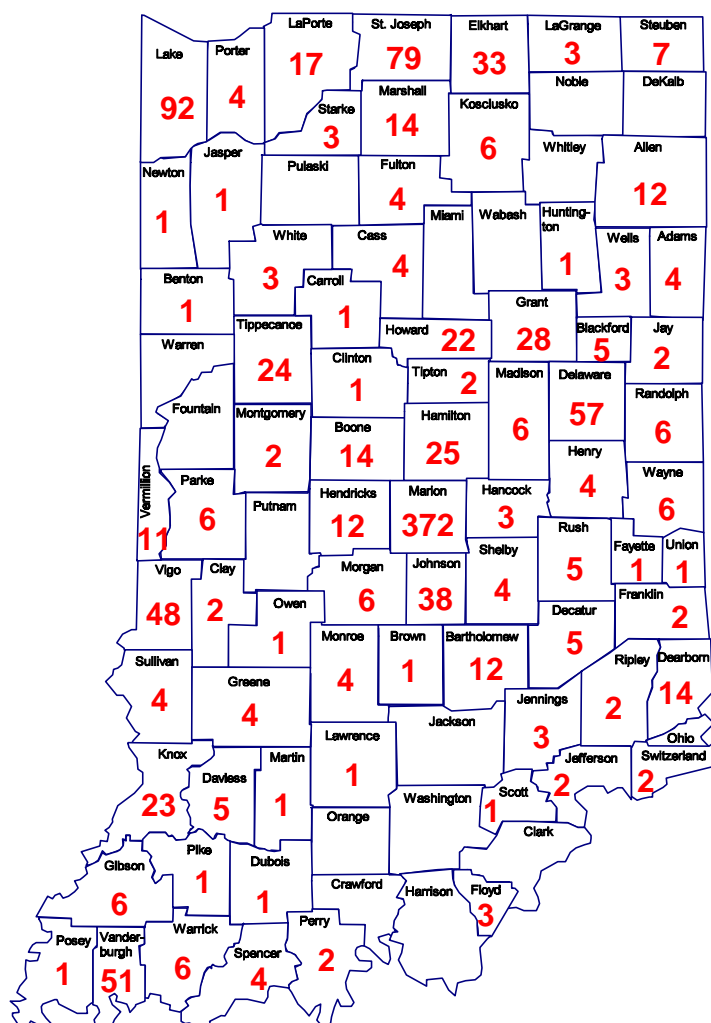 LaPorte
St. Joseph
Elkhart
LaGrange
Steuben
Lake
Porter
17
79
33
3
7
92
4
Starke
3
Marshall
14
Kosclusko
6
Noble
DeKalb
Newton
1
Jasper
1
Pulaski
Fulton
4
Whitley
Allen
12
Miami
Wabash
Hunting-
ton
1
White
3
Cass
4
Wells
3
Adams
4
Benton
1
Carroll
1
Grant
28
Warren
Tippecanoe
24
Howard 22
Blackford
5
Jay
2
Clinton
1
Tipton 2
Madison
6
Delaware
57
Fountain
Randolph
6
Montgomery
2
Boone
14
Hamilton
25
Henry
4
Vermillion
11
Parke
6
Putnam
Hendricks
12
Marion
372
Hancock
3
Wayne
6
Rush
5
Fayette
1
Union
1
Vigo
48
Clay
2
Morgan
6
Johnson
38
Shelby
4
Franklin
2
Owen
1
Decatur
5
Monroe
4
Brown
1
Bartholomew
12
Ripley
2
Dearborn
14
Sullivan
4
Greene
4
Jennings
3
Jackson
Ohio
Lawrence
1
Knox
23
Daviess
5
Martin
1
Jefferson
2
Switzerland
2
Washington
Scott
1
Orange
Clark
Pike
1
Dubois
1
Gibson
6
Crawford
Harrison
Floyd
3
Posey
1
Vander-
burgh
51
Warrick
6
Spencer
4
Perry
2